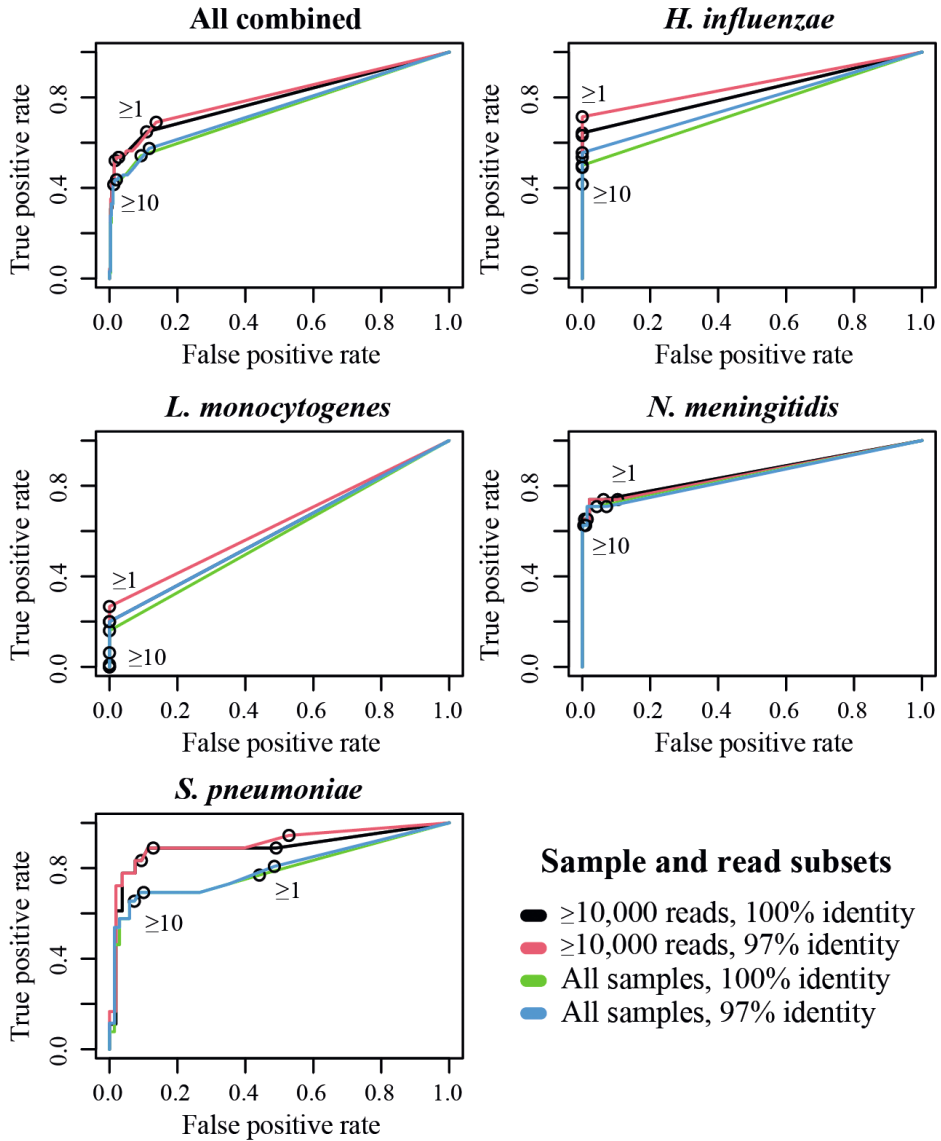 All combined
True positive rate
0.0 0.4 0.8
≥1
≥10
0.0 0.2 0.4 0.6 0.8 1.0
False positive rate
H. influenzae
True positive rate
0.0 0.4 0.8
≥1
≥10
0.0 0.2 0.4 0.6 0.8 1.0
False positive rate
L. monocytogenes
True positive rate
0.0 0.4 0.8
≥1
≥10
0.0 0.2 0.4 0.6 0.8 1.0
False positive rate
N. meningitidis
True positive rate
0.0 0.4 0.8
≥1
≥10
0.0 0.2 0.4 0.6 0.8 1.0
False positive rate
S. pneumoniae
True positive rate
0.0 0.4 0.8
≥1
≥10
0.0 0.2 0.4 0.6 0.8 1.0
False positive rate
Sample and read subsets
≥10,000 reads, 100% identity
≥10,000 reads, 97% identity
All samples, 100% identity
All samples, 97% identity